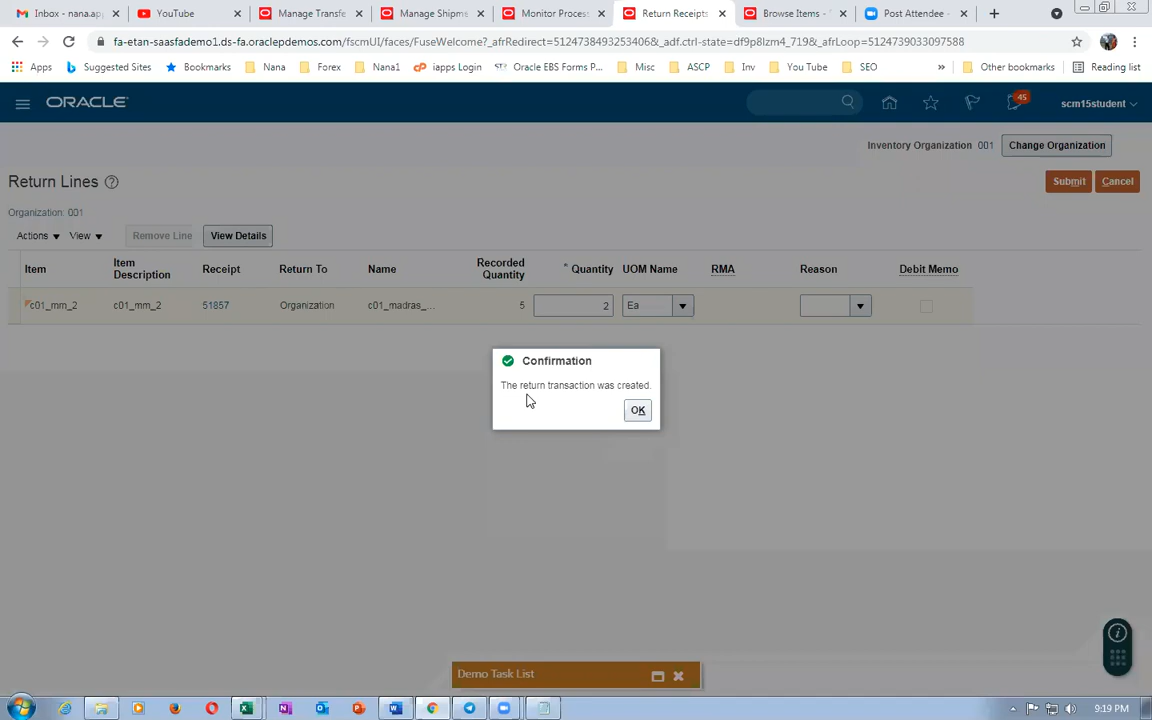 Inbox - nana.ap
YouTube
Manage Transfe
Manage Shipme
Monitor Process
Return Receipts
Browse Items - 
Post Attendee -
fa-etan-saasfademo1.ds-fa.oraclepdemos.com/fscmUI/faces/FuseWelcome?_afrRedirect=5124738493253406&_adf.ctrl-state=df9p8lzm4_719&_afrLoop=5124739033097588
Apps
Suggested Sites
Bookmarks
Nana
Forex
Nana1
iapps Login
Oracle EBS Forms P...
Misc
ASCP
Inv
You Tube
SEO
»
Other bookmarks
Reading list
ORACLE
45
scm15student
Inventory Organization 001
Change Organization
Return Lines
Submit
Cancel
Organization: 001
Actions
View
Remove Line
View Details
Item
Item Description
Receipt
Return To
Name
Recorded Quantity
* Quantity
UOM Name
RMA
Reason
Debit Memo
c01_mm_2
c01_mm_2
51857
Organization
c01_madras_...
5
2
Ea
Confirmation
The return transaction was created.
OK
Demo Task List
9:19 PM